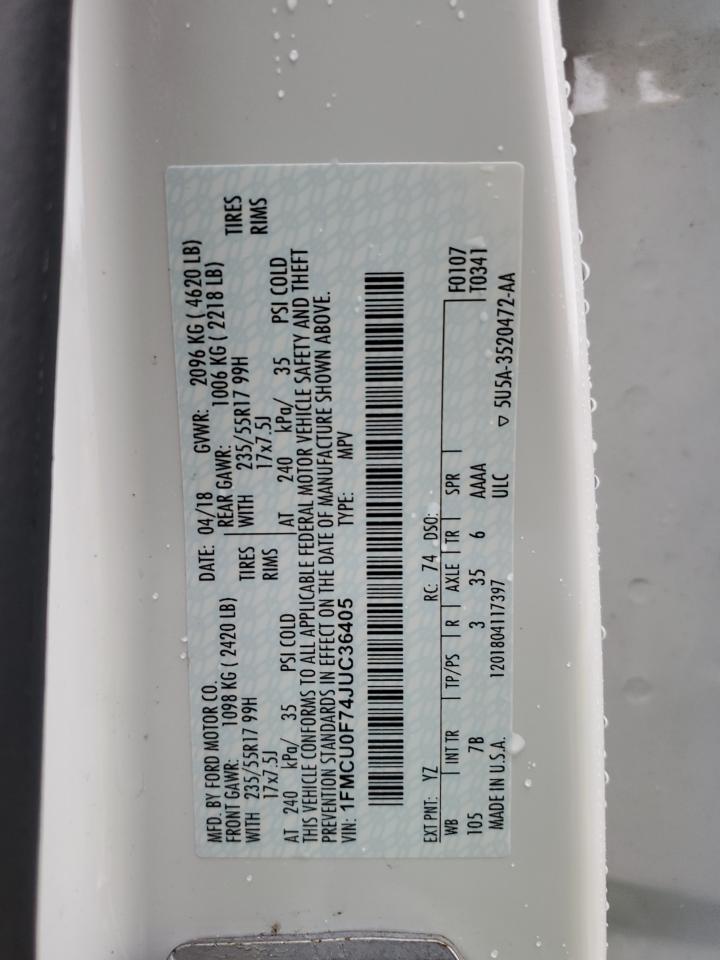 MFD. BY FORD MOTOR CO.
DATE: 04/18 GVWR: 2096 KG ( 4620 LB)
FRONT GAWR: 1098 KG ( 2420 LB) REAR GAWR: 1006 KG ( 2218 LB)
WITH 235/55R17 99H TIRES WITH 235/55R17 99H TIRES
17x7.5J RIMS 17x7.5J RIMS
AT 240 kPa/ 35 PSI COLD AT 240 kPa/ 35 PSI COLD
THIS VEHICLE CONFORMS TO ALL APPLICABLE FEDERAL MOTOR VEHICLE SAFETY AND THEFT
PREVENTION STANDARDS IN EFFECT ON THE DATE OF MANUFACTURE SHOWN ABOVE.
VIN: 1FMCU0F74JUC36405 TYPE: MPV
EXT PNT: YZ RC: 74 DSO: F0107
WB INT TR TP/PS R AXLE TR SPR T0341
105 7B 3 35 6 AAAA
MADE IN U.S.A. 1201804117397 ULC ▽ 5U5A-3520472-AA